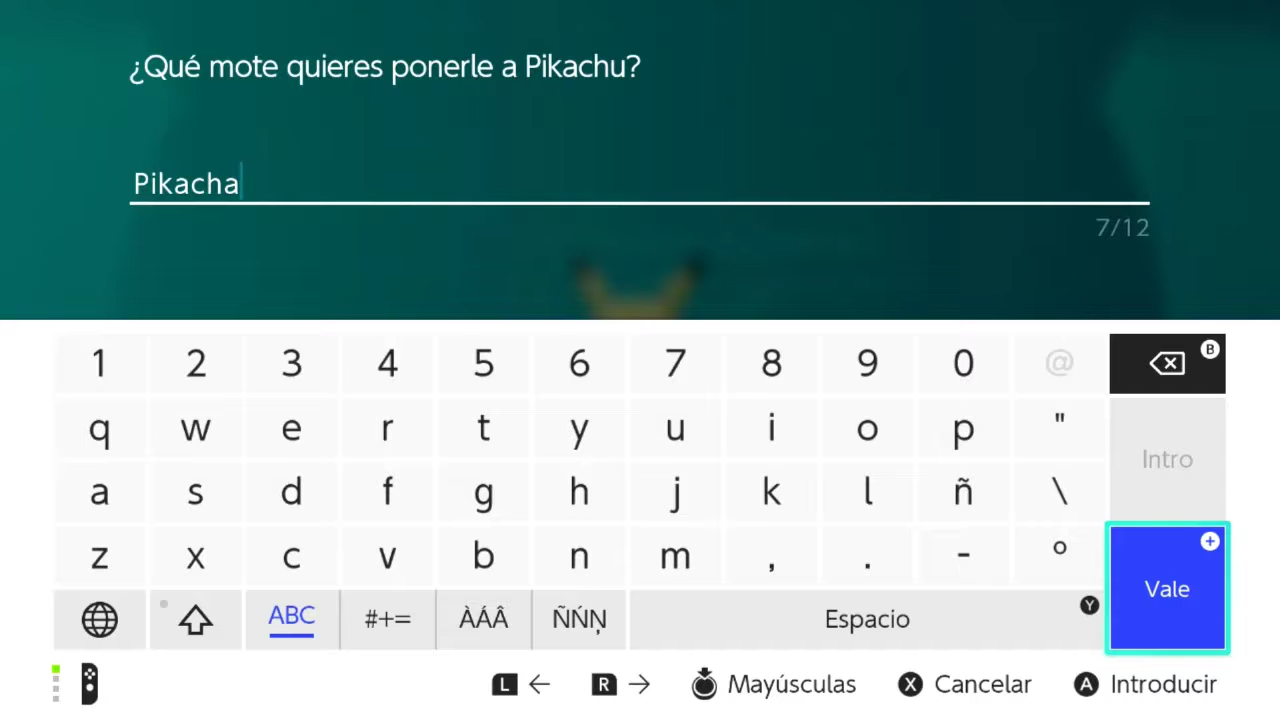 ¿Qué mote quieres ponerle a Pikachu?
Pikacha
7/12
1 2 3 4 5 6 7 8 9 0 @ B
q w e r t y u i o p " Intro
a s d f g h j k l ñ \
z x c v b n m , . - º + Vale
ABC #+= ÀÁÂ ÑŃŅ Espacio Y
L ← R → Mayúsculas X Cancelar A Introducir